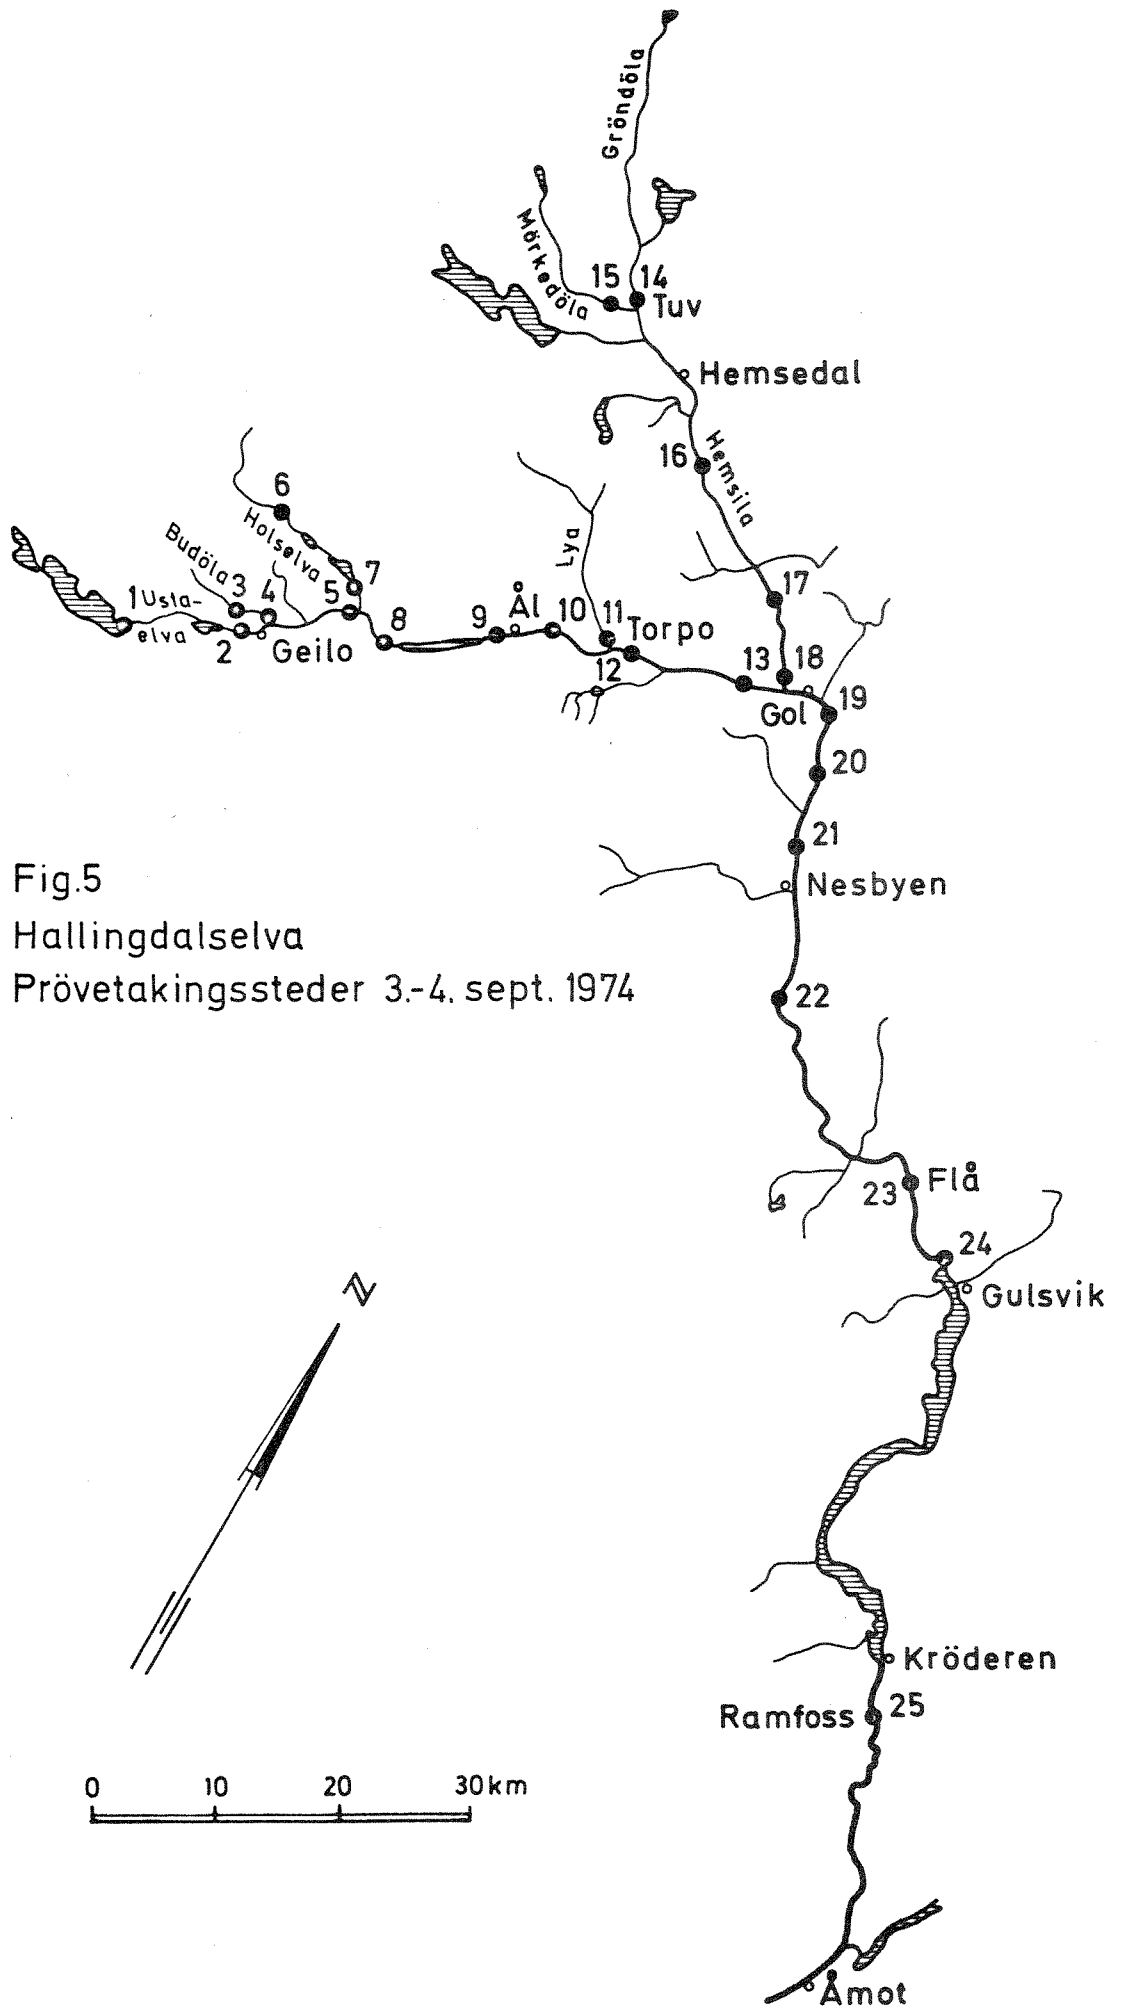 Gröndöla
Mörkedöla
15
14
Tuv
Hemsedal
16
Hemsila
6
Holselva
Budöla
Lya
1
Usta-
elva
3
4
5
7
2
Geilo
8
9
Ål
10
11
Torpo
12
13
17
18
Gol
19
20
21
Nesbyen
Fig.5
Hallingdalselva
Prövetakingssteder 3.-4. sept. 1974
22
23
Flå
24
Gulsvik
N
Kröderen
Ramfoss
25
0 10 20 30km
Åmot